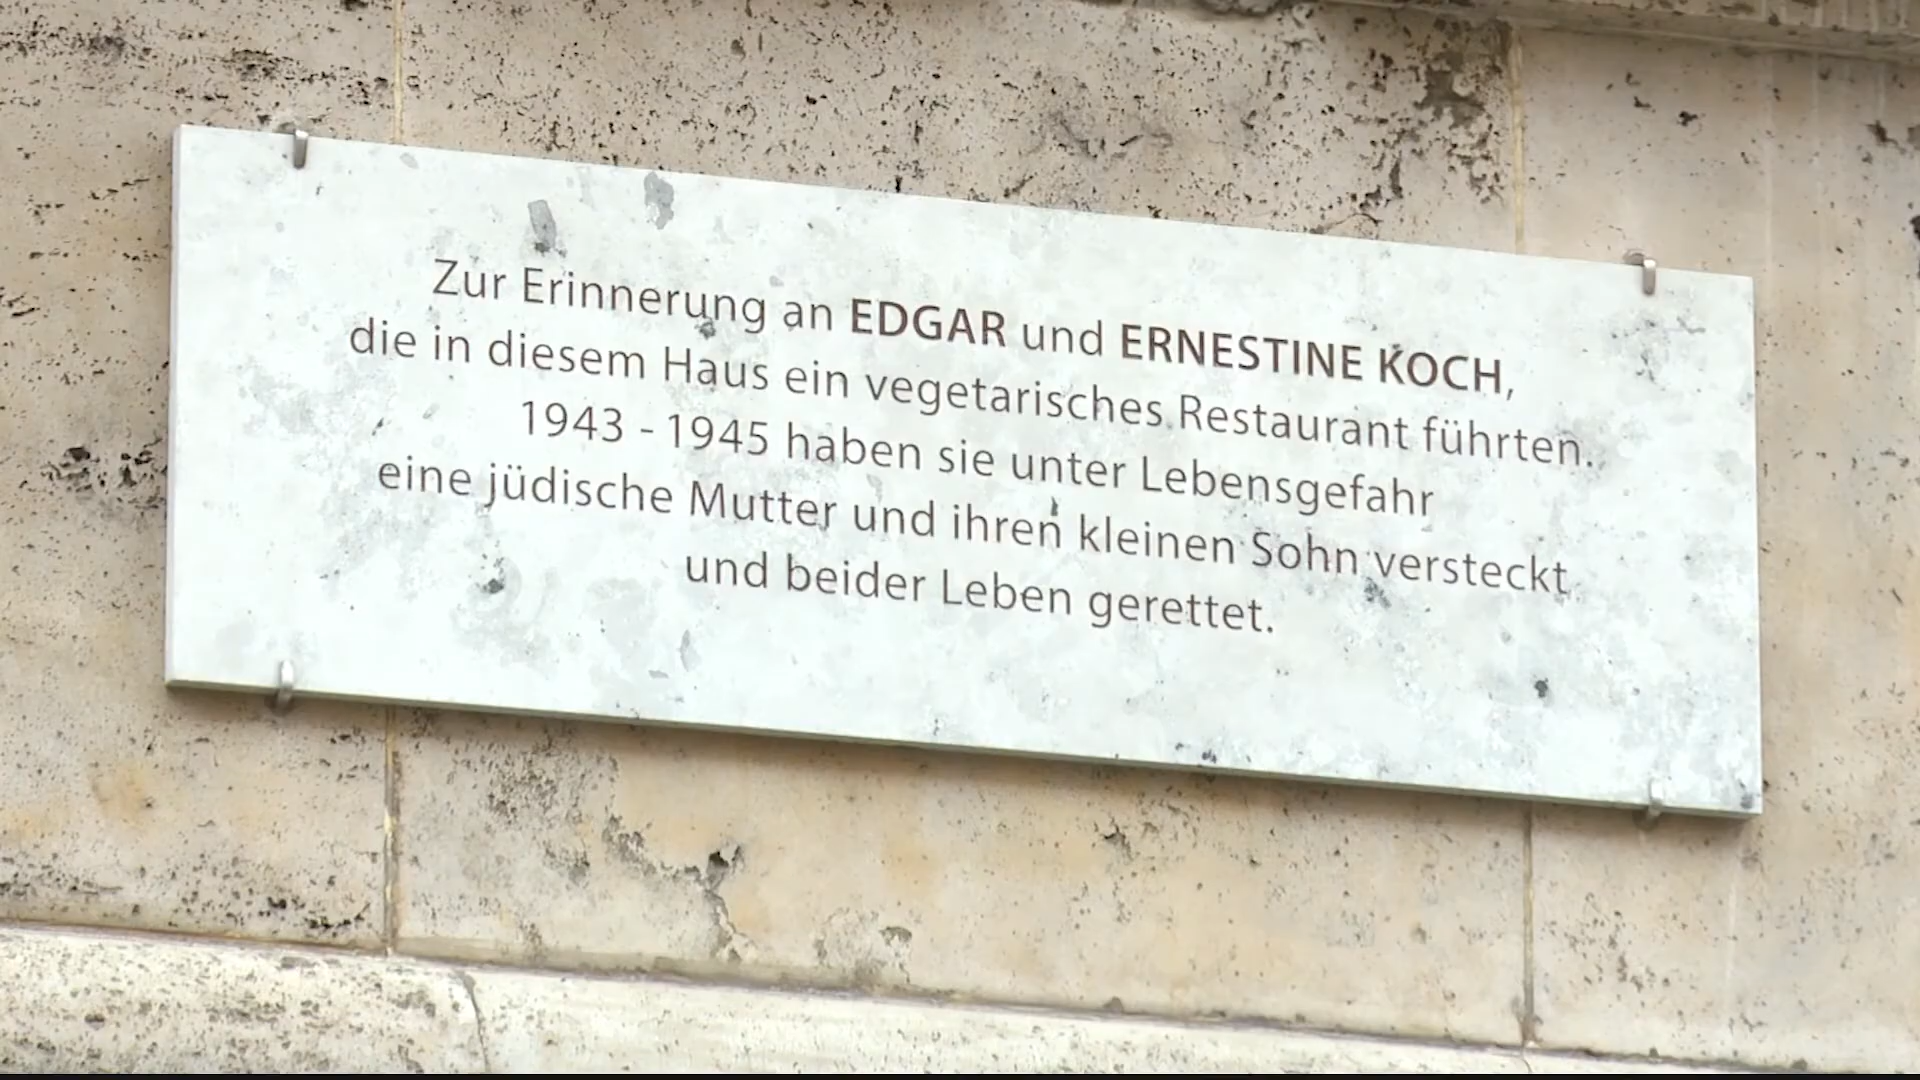 Zur Erinnerung an EDGAR und ERNESTINE KOCH,
die in diesem Haus ein vegetarisches Restaurant führten.
1943 - 1945 haben sie unter Lebensgefahr
eine jüdische Mutter und ihren kleinen Sohn versteckt
und beider Leben gerettet.